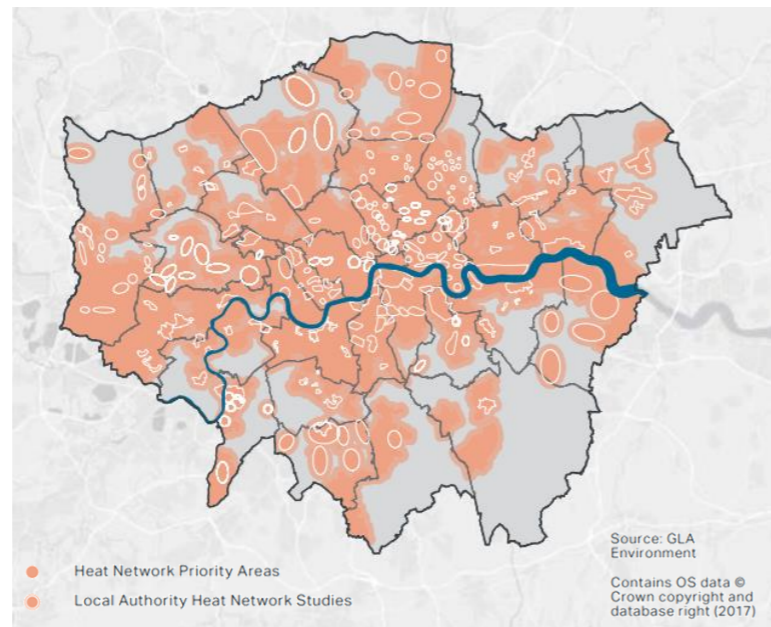 Source: GLA
Environment
Heat Network Priority Areas
Contains OS data ©
Local Authority Heat Network Studies
Crown copyright and
database right (2017)